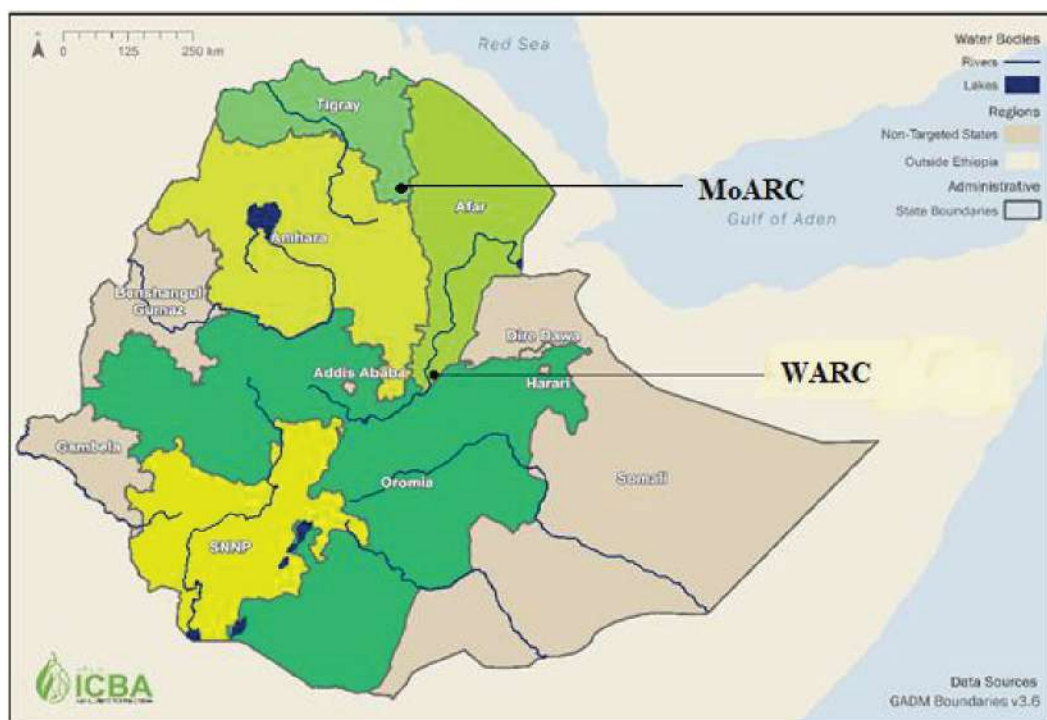 0 125 250 km
Red Sea
Water Bodies
Rivers
Lakes
Regions
Non-Targeted States
Outside Ethiopia
Administrative
State Boundaries
Tigray
MoARC
Afar
Gulf of Aden
Amhara
Benshangul
Gumaz
Dire Dawa
Addis Ababa
WARC
Harari
Gambela
Oromia
Somali
SNNP
ICBA
Data Sources
GADM Boundaries v3.6